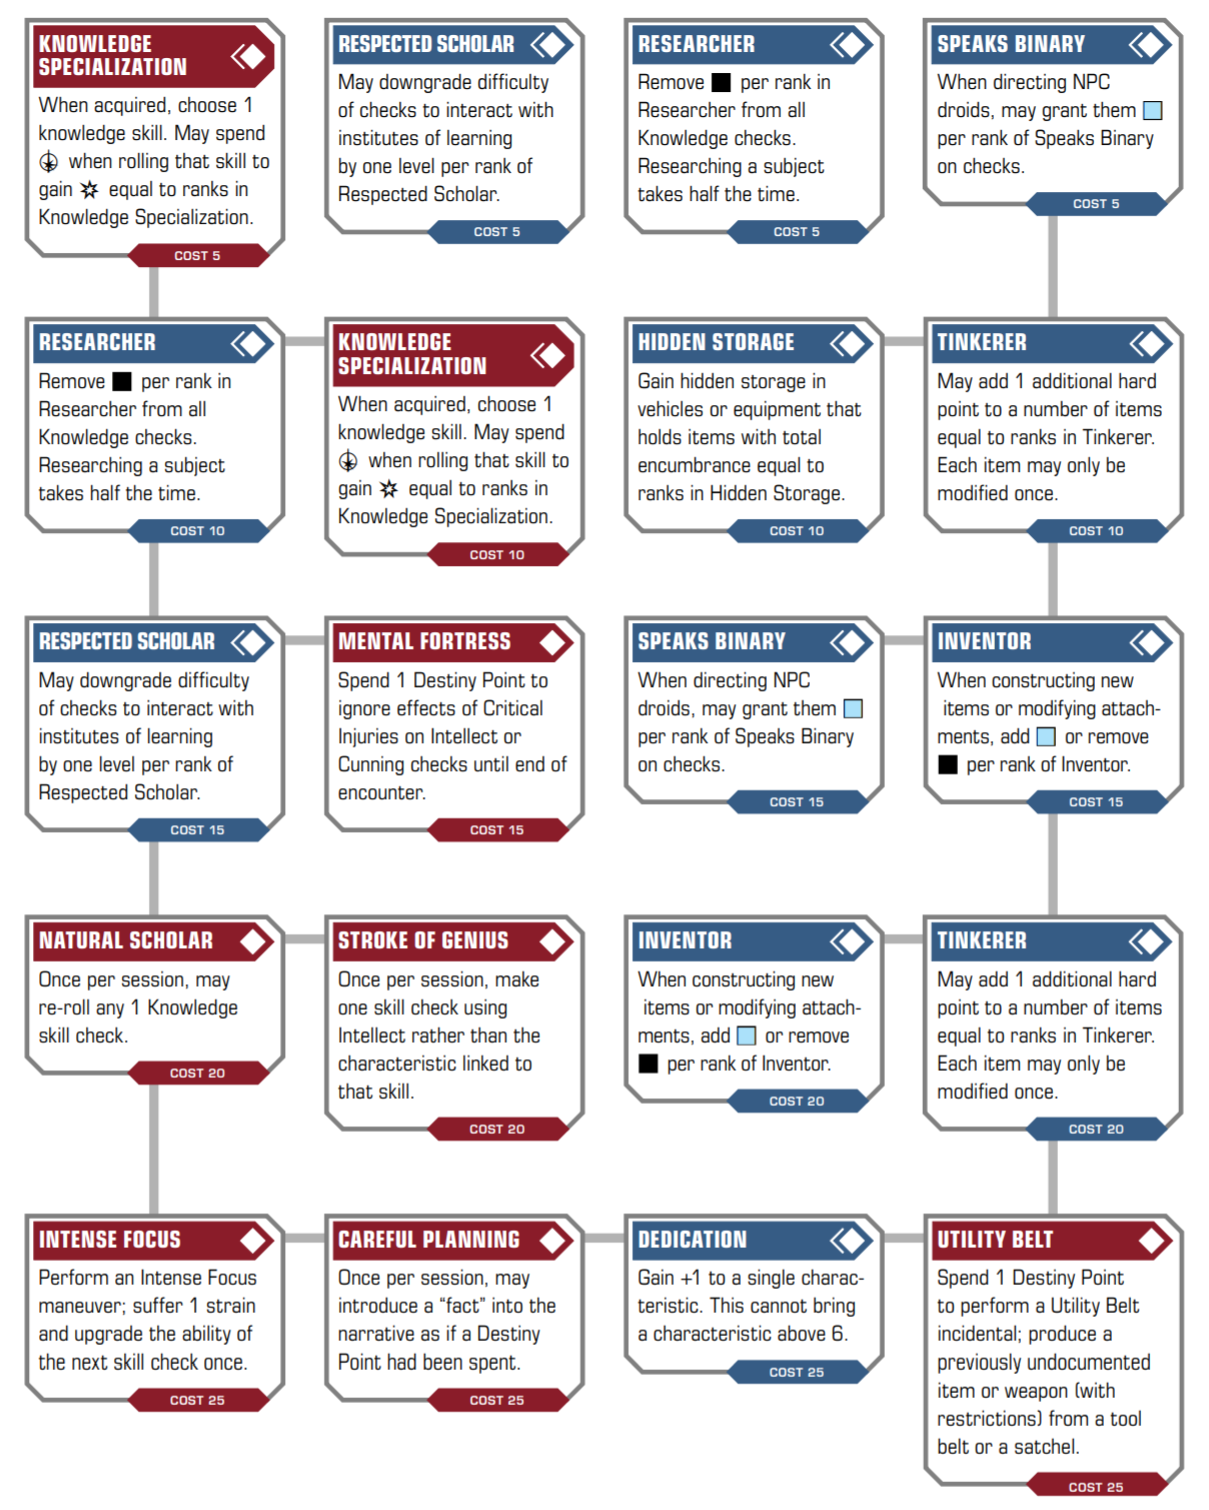 KNOWLEDGE
SPECIALIZATION
When acquired, choose 1
knowledge skill. May spend
when rolling that skill to
gain equal to ranks in
Knowledge Specialization.
COST 5
RESPECTED SCHOLAR
May downgrade difficulty
of checks to interact with
institutes of learning
by one level per rank of
Respected Scholar.
COST 5
RESEARCHER
Remove per rank in
Researcher from all
Knowledge checks.
Researching a subject
takes half the time.
COST 5
SPEAKS BINARY
When directing NPC
droids, may grant them
per rank of Speaks Binary
on checks.
COST 5
RESEARCHER
Remove per rank in
Researcher from all
Knowledge checks.
Researching a subject
takes half the time.
COST 10
KNOWLEDGE
SPECIALIZATION
When acquired, choose 1
knowledge skill. May spend
when rolling that skill to
gain equal to ranks in
Knowledge Specialization.
COST 10
HIDDEN STORAGE
Gain hidden storage in
vehicles or equipment that
holds items with total
encumbrance equal to
ranks in Hidden Storage.
COST 10
TINKERER
May add 1 additional hard
point to a number of items
equal to ranks in Tinkerer.
Each item may only be
modified once.
COST 10
RESPECTED SCHOLAR
May downgrade difficulty
of checks to interact with
institutes of learning
by one level per rank of
Respected Scholar.
COST 15
MENTAL FORTRESS
Spend 1 Destiny Point to
ignore effects of Critical
Injuries on Intellect or
Cunning checks until end of
encounter.
COST 15
SPEAKS BINARY
When directing NPC
droids, may grant them
per rank of Speaks Binary
on checks.
COST 15
INVENTOR
When constructing new
items or modifying attach-
ments, add or remove
per rank of Inventor.
COST 15
NATURAL SCHOLAR
Once per session, may
re-roll any 1 Knowledge
skill check.
COST 20
STROKE OF GENIUS
Once per session, make
one skill check using
Intellect rather than the
characteristic linked to
that skill.
COST 20
INVENTOR
When constructing new
items or modifying attach-
ments, add or remove
per rank of Inventor.
COST 20
TINKERER
May add 1 additional hard
point to a number of items
equal to ranks in Tinkerer.
Each item may only be
modified once.
COST 20
INTENSE FOCUS
Perform an Intense Focus
maneuver; suffer 1 strain
and upgrade the ability of
the next skill check once.
COST 25
CAREFUL PLANNING
Once per session, may
introduce a “fact” into the
narrative as if a Destiny
Point had been spent.
COST 25
DEDICATION
Gain +1 to a single charac-
teristic. This cannot bring
a characteristic above 6.
COST 25
UTILITY BELT
Spend 1 Destiny Point
to perform a Utility Belt
incidental; produce a
previously undocumented
item or weapon (with
restrictions) from a tool
belt or a satchel.
COST 25